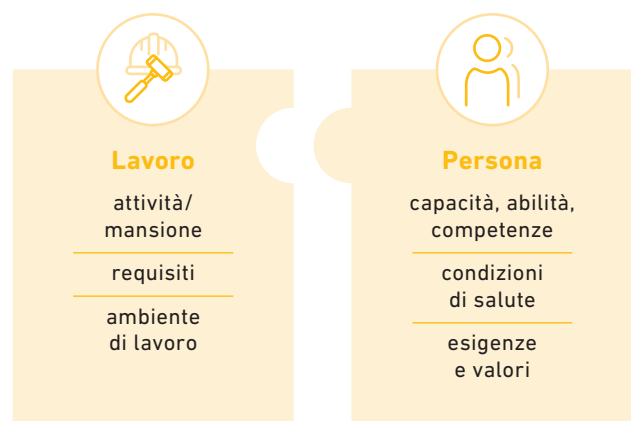 Lavoro
attività/
mansione
requisiti
ambiente
di lavoro
Persona
capacità, abilità,
competenze
condizioni
di salute
esigenze
e valori